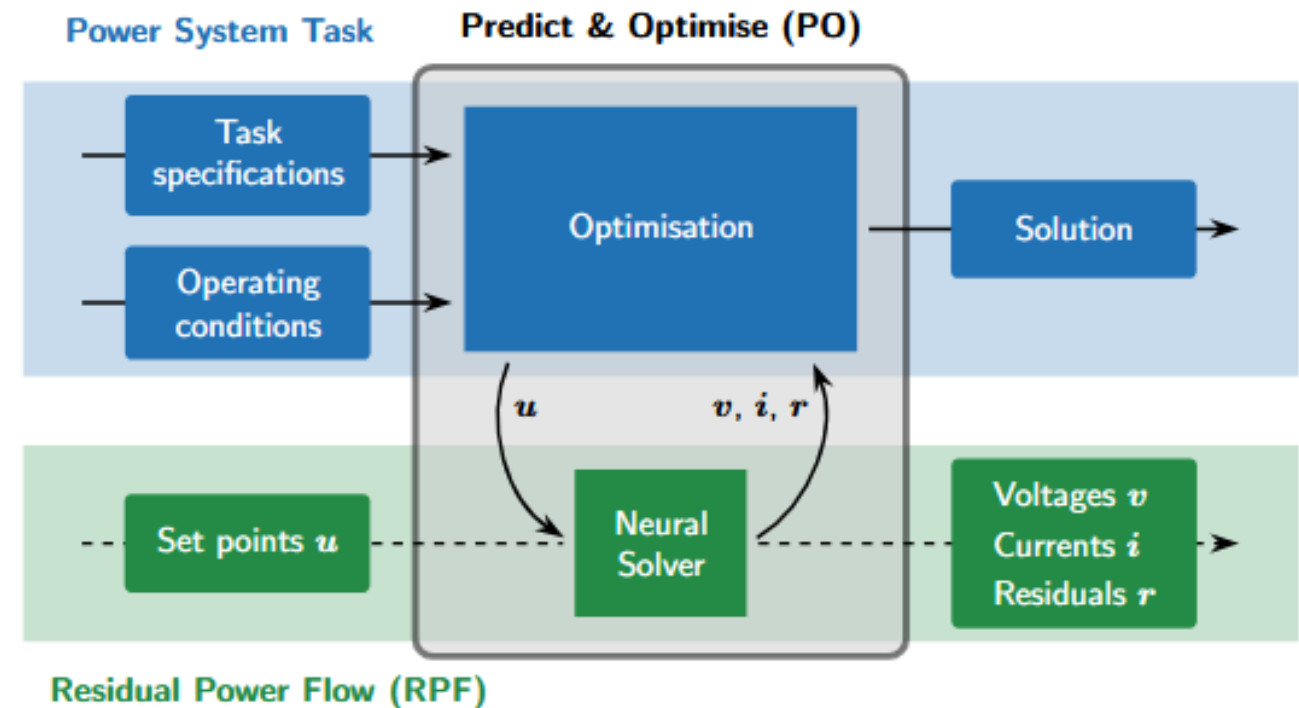 Power System Task
Predict & Optimise (PO)
Task
specifications
Optimisation
Solution
Operating
conditions
u
v, i, r
Set points u
Neural
Solver
Voltages v
Currents i
Residuals r
Residual Power Flow (RPF)